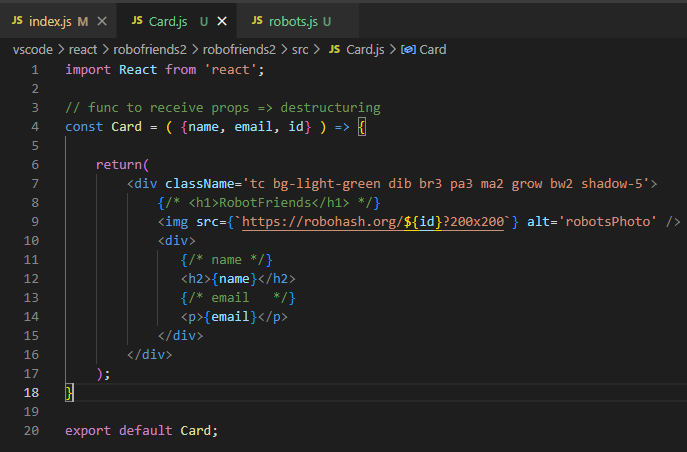 JS index.js M × JS Card.js U × JS robots.js U
vscode > react > robofriends2 > robofriends2 > src > JS Card.js > Card
1 import React from 'react';
2
3 // func to receive props => destructuring
4 const Card = ( {name, email, id} ) => {
5
6     return(
7         <div className='tc bg-light-green dib br3 pa3 ma2 grow bw2 shadow-5'>
8             {/* <h1>RobotFriends</h1> */}
9             <img src={`https://robohash.org/${id}?200x200`} alt='robotsPhoto' />
10             <div>
11                {/* name */}
12                <h2>{name}</h2>
13                {/* email   */}
14                <p>{email}</p>
15             </div>
16         </div>
17     );
18 }
19
20 export default Card;